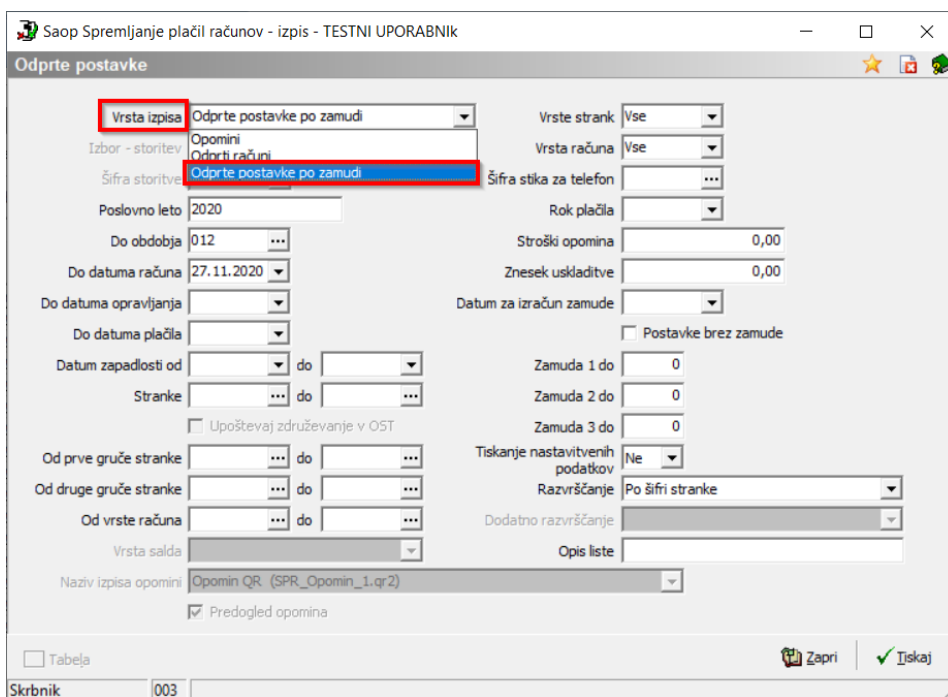 Saop Spremljanje plačil računov - izpis - TESTNI UPORABNIk
Odprte postavke
Vrsta izpisa Odprte postavke po zamudi Vrste strank Vse
Opomini
Izbor - storitev Odprti računi Vrsta računa Vse
Šifra storitve Odprte postavke po zamudi Šifra stika za telefon ...
Poslovno leto 2020 Rok plačila
Do obdobja 012 ... Stroški opomina 0,00
Do datuma računa 27.11.2020 Znesek uskladitve 0,00
Do datuma opravljanja Datum za izračun zamude
Do datuma plačila Postavke brez zamude
Datum zapadlosti od do Zamuda 1 do 0
Stranke ... do ... Zamuda 2 do 0
Upoštevaj združevanje v OST Zamuda 3 do 0
Od prve gruče stranke ... do ... Tiskanje nastavitvenih podatkov Ne
Od druge gruče stranke ... do ... Razvrščanje Po šifri stranke
Od vrste računa ... do ... Dodatno razvrščanje
Vrsta salda Opis liste
Naziv izpisa opomini Opomin QR (SPR_Opomin_1.qr2)
Predogled opomina
Tabela Zapri Tiskaj
Skrbnik 003